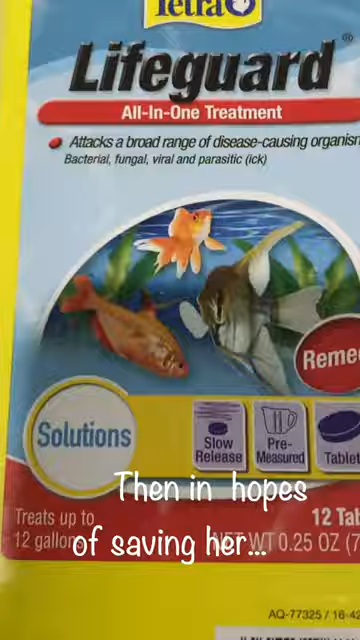 Tetra
Lifeguard®
All-In-One Treatment
Attacks a broad range of disease-causing organism
Bacterial, fungal, viral and parasitic (ick)
Reme
Solutions
Slow Release
Pre-Measured
Tablet
Then in hopes
of saving her...
Treats up to
12 gallon
12 Tab
NET WT 0.25 OZ (7
AQ-77325 / 16-42